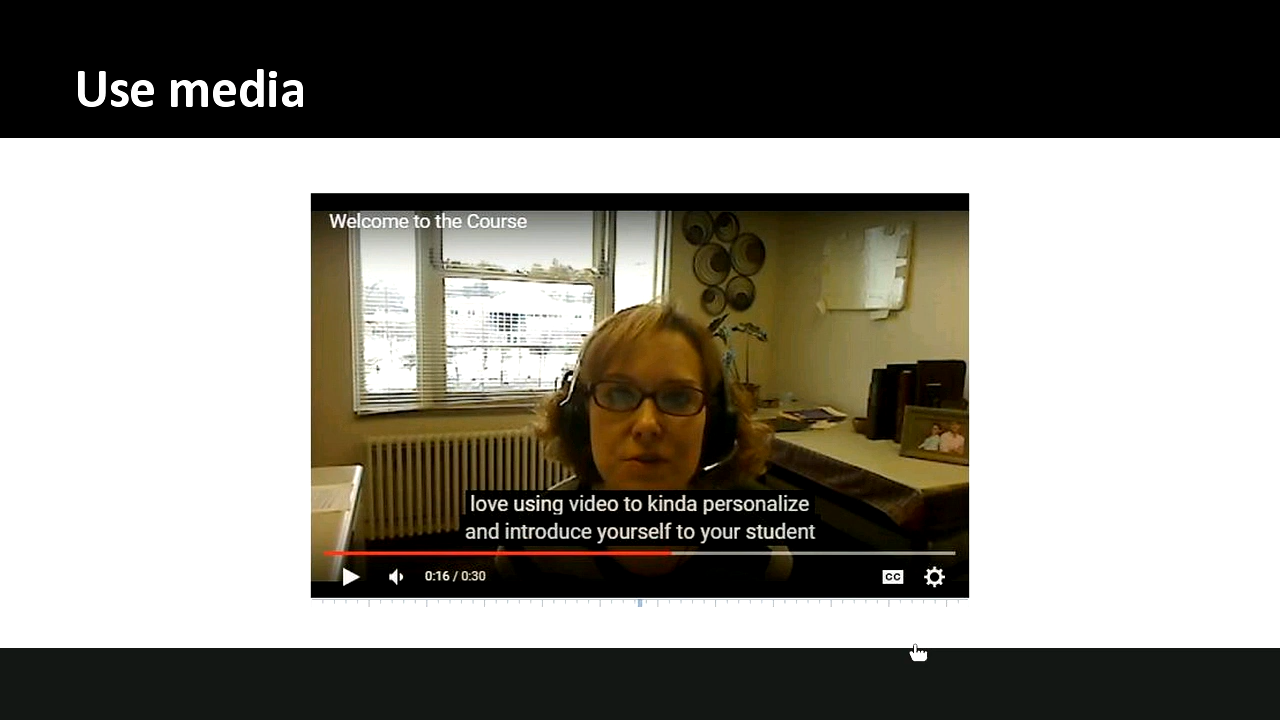 Use media
Welcome to the Course
love using video to kinda personalize
and introduce yourself to your student
0:16 / 0:30
CC